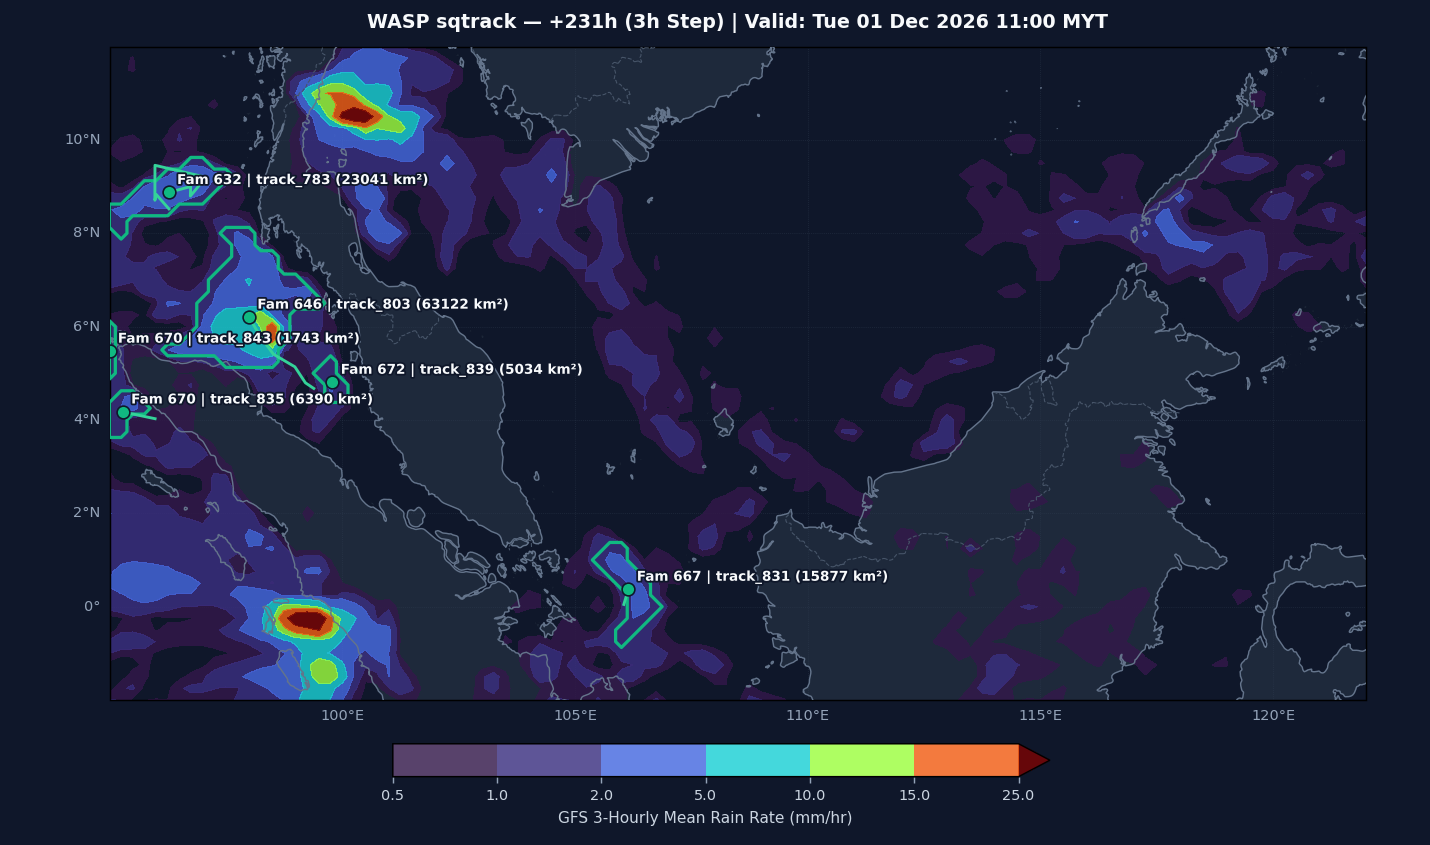 WASP sqtrack — +231h (3h Step) | Valid: Tue 01 Dec 2026 11:00 MYT
10°N
8°N
6°N
4°N
2°N
0°
Fam 632 | track_783 (23041 km²)
Fam 646 | track_803 (63122 km²)
Fam 670 | track_843 (1743 km²)
Fam 672 | track_839 (5034 km²)
Fam 670 | track_835 (6390 km²)
Fam 667 | track_831 (15877 km²)
100°E 105°E 110°E 115°E 120°E
0.5 1.0 2.0 5.0 10.0 15.0 25.0
GFS 3-Hourly Mean Rain Rate (mm/hr)